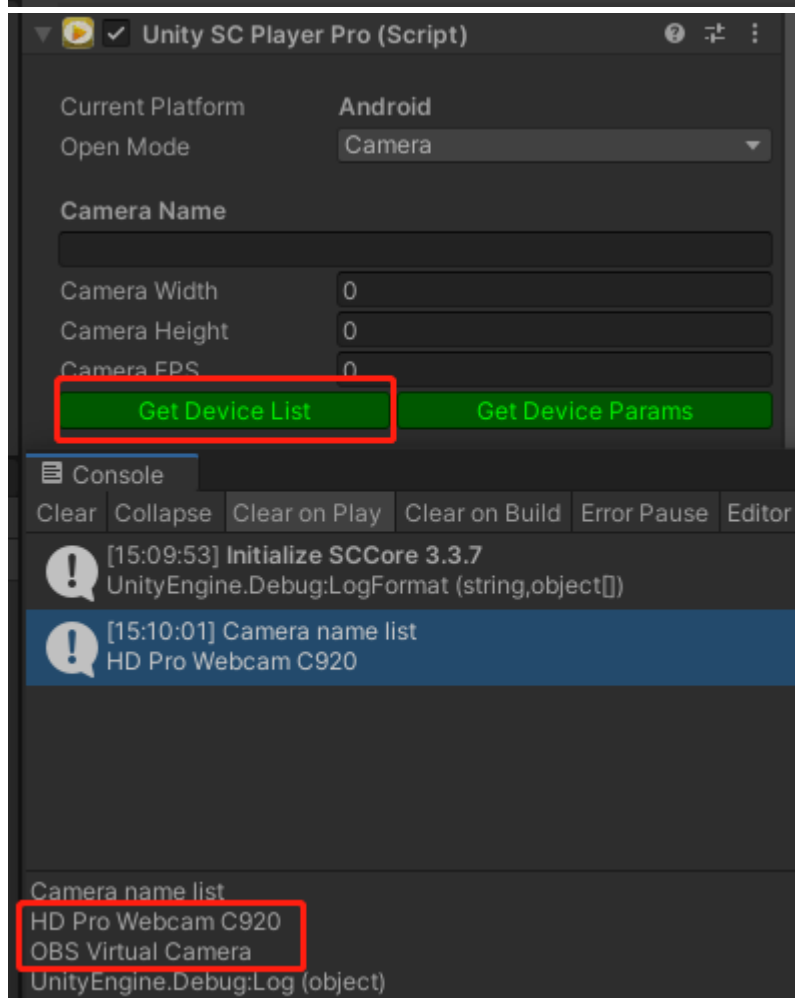 Unity SC Player Pro (Script)
Current Platform Android
Open Mode Camera
Camera Name
Camera Width 0
Camera Height 0
Camera FPS 0
Get Device List Get Device Params
Console
Clear Collapse Clear on Play Clear on Build Error Pause Editor
[15:09:53] Initialize SCCore 3.3.7
UnityEngine.Debug:LogFormat (string,object[])
[15:10:01] Camera name list
HD Pro Webcam C920
Camera name list
HD Pro Webcam C920
OBS Virtual Camera
UnityEngine.Debug:Log (object)